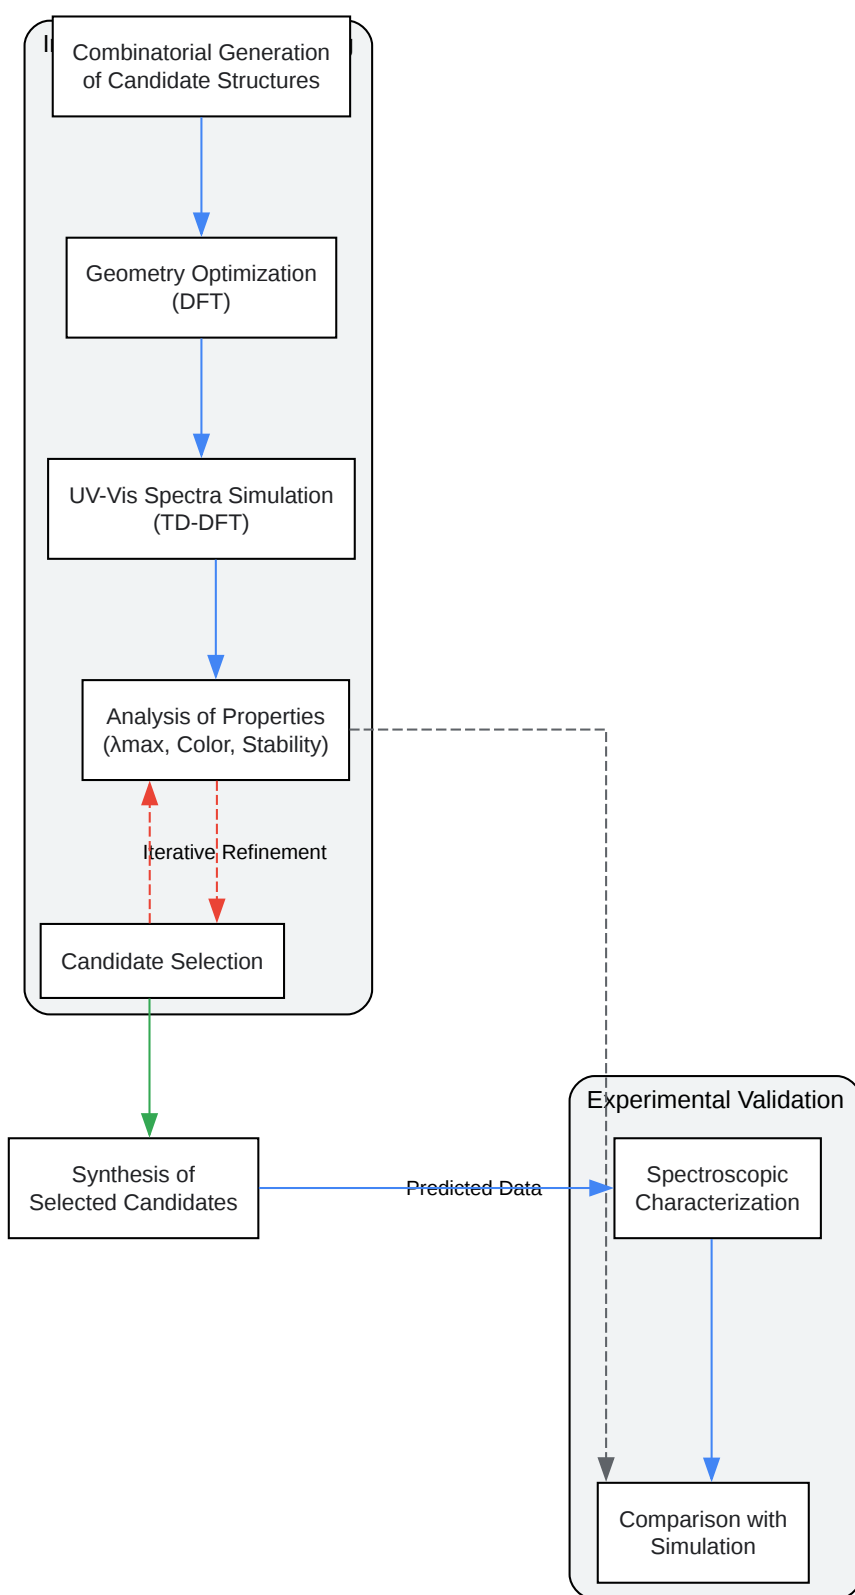 Combinatorial Generation
of Candidate Structures
Geometry Optimization
(DFT)
UV-Vis Spectra Simulation
(TD-DFT)
Analysis of Properties
(λmax, Color, Stability)
Iterative Refinement
Candidate Selection
Experimental Validation
Synthesis of
Selected Candidates
Predicted Data
Spectroscopic
Characterization
Comparison with
Simulation